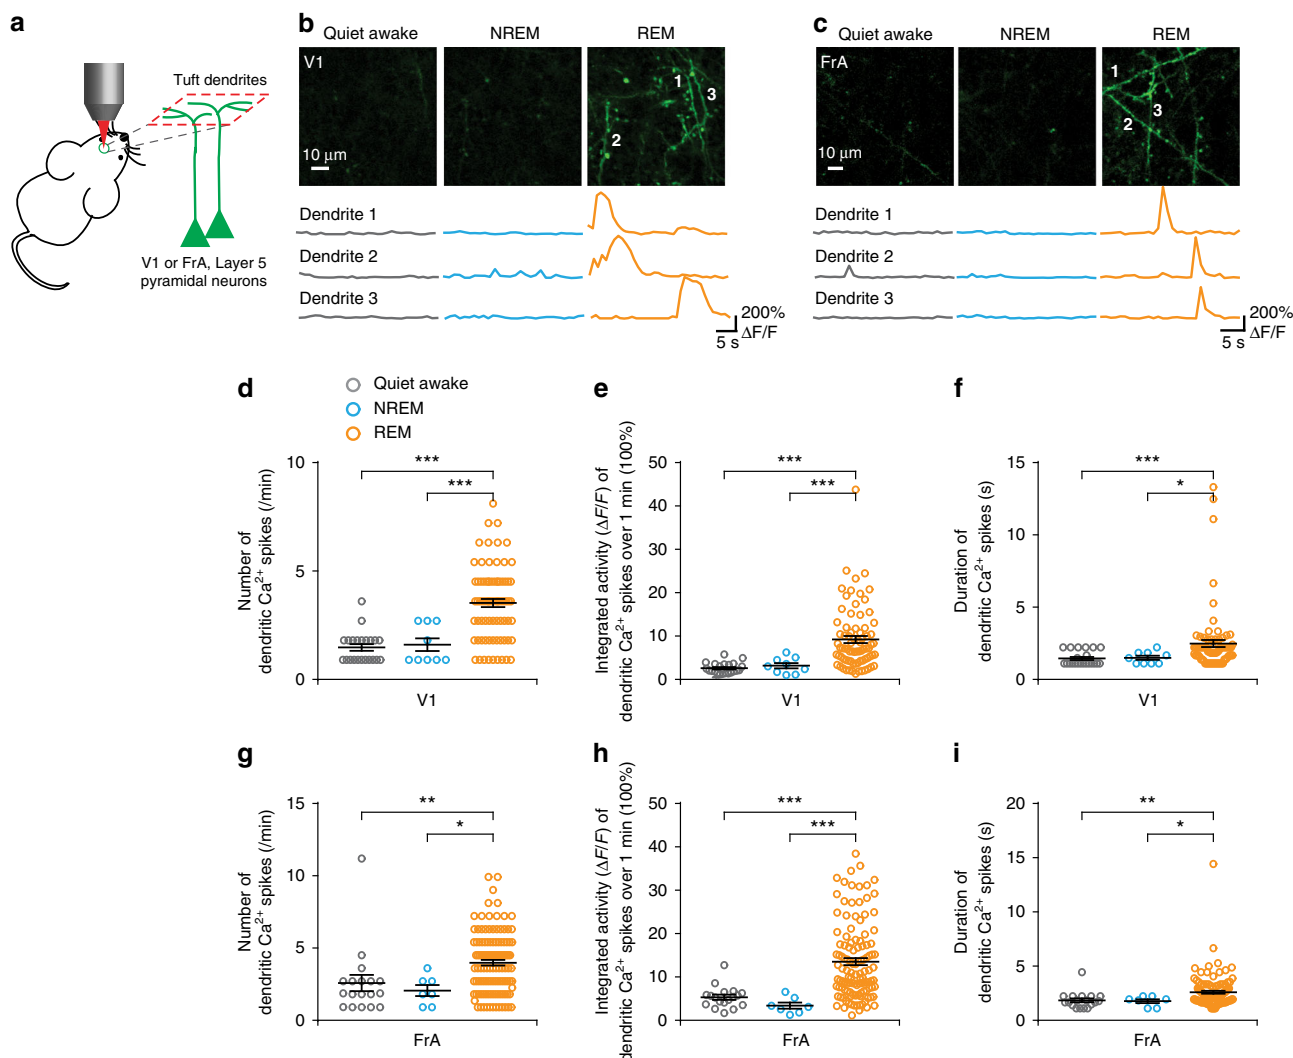 a
Tuft dendrites
V1 or FrA, Layer 5
pyramidal neurons
b
Quiet awake NREM REM
V1
10 μm
1
3
2
Dendrite 1
Dendrite 2
Dendrite 3
200%
ΔF/F
5 s
c
Quiet awake NREM REM
FrA
10 μm
1
3
2
Dendrite 1
Dendrite 2
Dendrite 3
200%
ΔF/F
5 s
Quiet awake
NREM
REM
d
Number of
dendritic Ca²⁺ spikes (/min)
10
5
0
***
***
V1
e
Integrated activity (ΔF/F) of
dendritic Ca²⁺ spikes over 1 min (100%)
50
40
30
20
10
0
***
***
V1
f
Duration of
dendritic Ca²⁺ spikes (s)
15
10
5
0
***
*
V1
g
Number of
dendritic Ca²⁺ spikes (/min)
15
10
5
0
**
*
FrA
h
Integrated activity (ΔF/F) of
dendritic Ca²⁺ spikes over 1 min (100%)
50
40
30
20
10
0
***
***
FrA
i
Duration of
dendritic Ca²⁺ spikes (s)
20
15
10
5
0
**
*
FrA